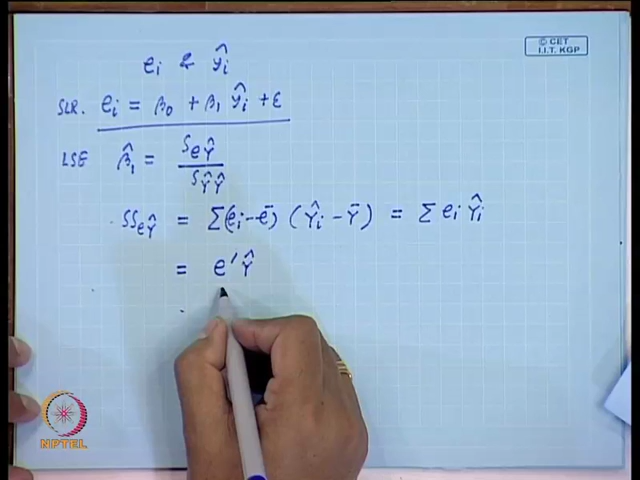 © CET
I.I.T. KGP
eᵢ & ŷᵢ
SLR. eᵢ = β₀ + β₁ ŷᵢ + ε
LSE β̂₁ = S_eŶ / S_ŶŶ
SS_eŶ = Σ(eᵢ - ē) (Ŷᵢ - Ȳ) = Σ eᵢ Ŷᵢ
= e′Ŷ
NPTEL